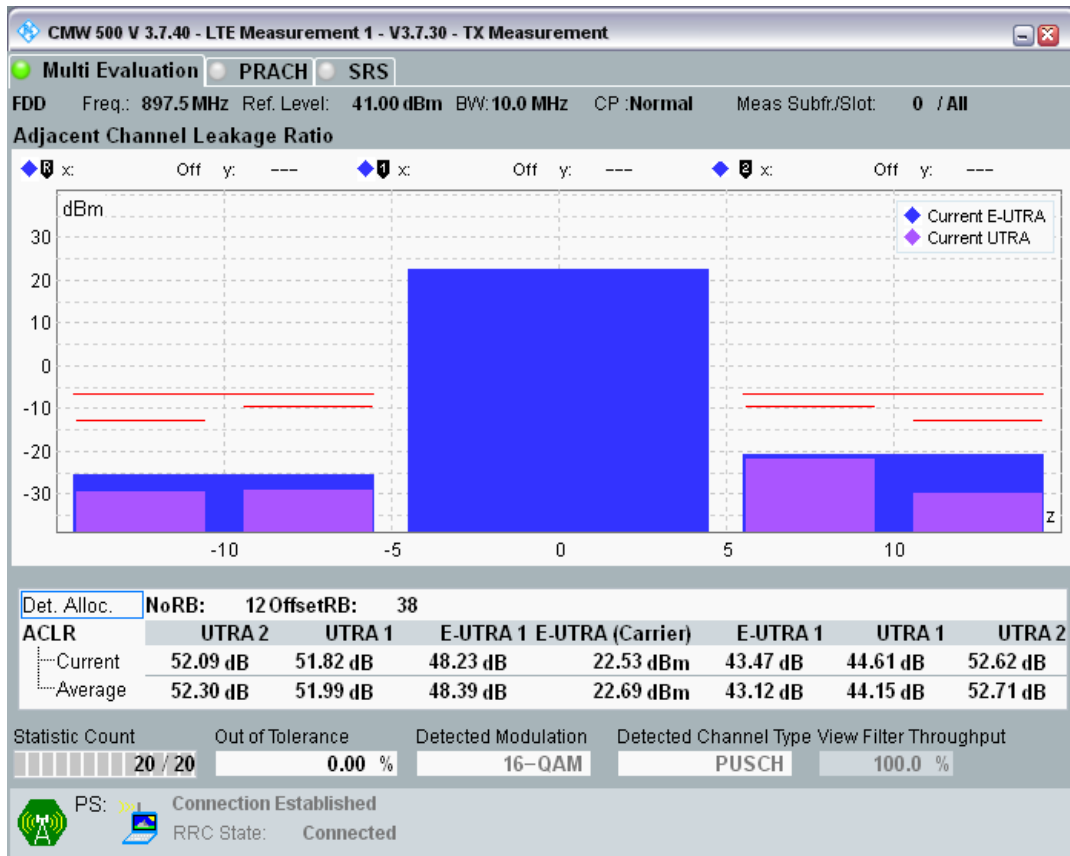 CMW 500 V 3.7.40 - LTE Measurement 1 - V3.7.30 - TX Measurement
Multi Evaluation PRACH SRS
FDD Freq.: 897.5 MHz Ref. Level: 41.00 dBm BW: 10.0 MHz CP : Normal Meas Subfr./Slot: 0 / All
Adjacent Channel Leakage Ratio
R x: Off y: --- 1 x: Off y: --- 2 x: Off y: ---
dBm
Current E-UTRA
Current UTRA
30
20
10
0
-10
-20
-30
z
-10 -5 0 5 10
Det. Alloc. NoRB: 12 OffsetRB: 38
ACLR UTRA 2 UTRA 1 E-UTRA 1 E-UTRA (Carrier) E-UTRA 1 UTRA 1 UTRA 2
Current 52.09 dB 51.82 dB 48.23 dB 22.53 dBm 43.47 dB 44.61 dB 52.62 dB
Average 52.30 dB 51.99 dB 48.39 dB 22.69 dBm 43.12 dB 44.15 dB 52.71 dB
Statistic Count Out of Tolerance Detected Modulation Detected Channel Type View Filter Throughput
20 / 20 0.00 % 16-QAM PUSCH 100.0 %
PS: Connection Established
RRC State: Connected